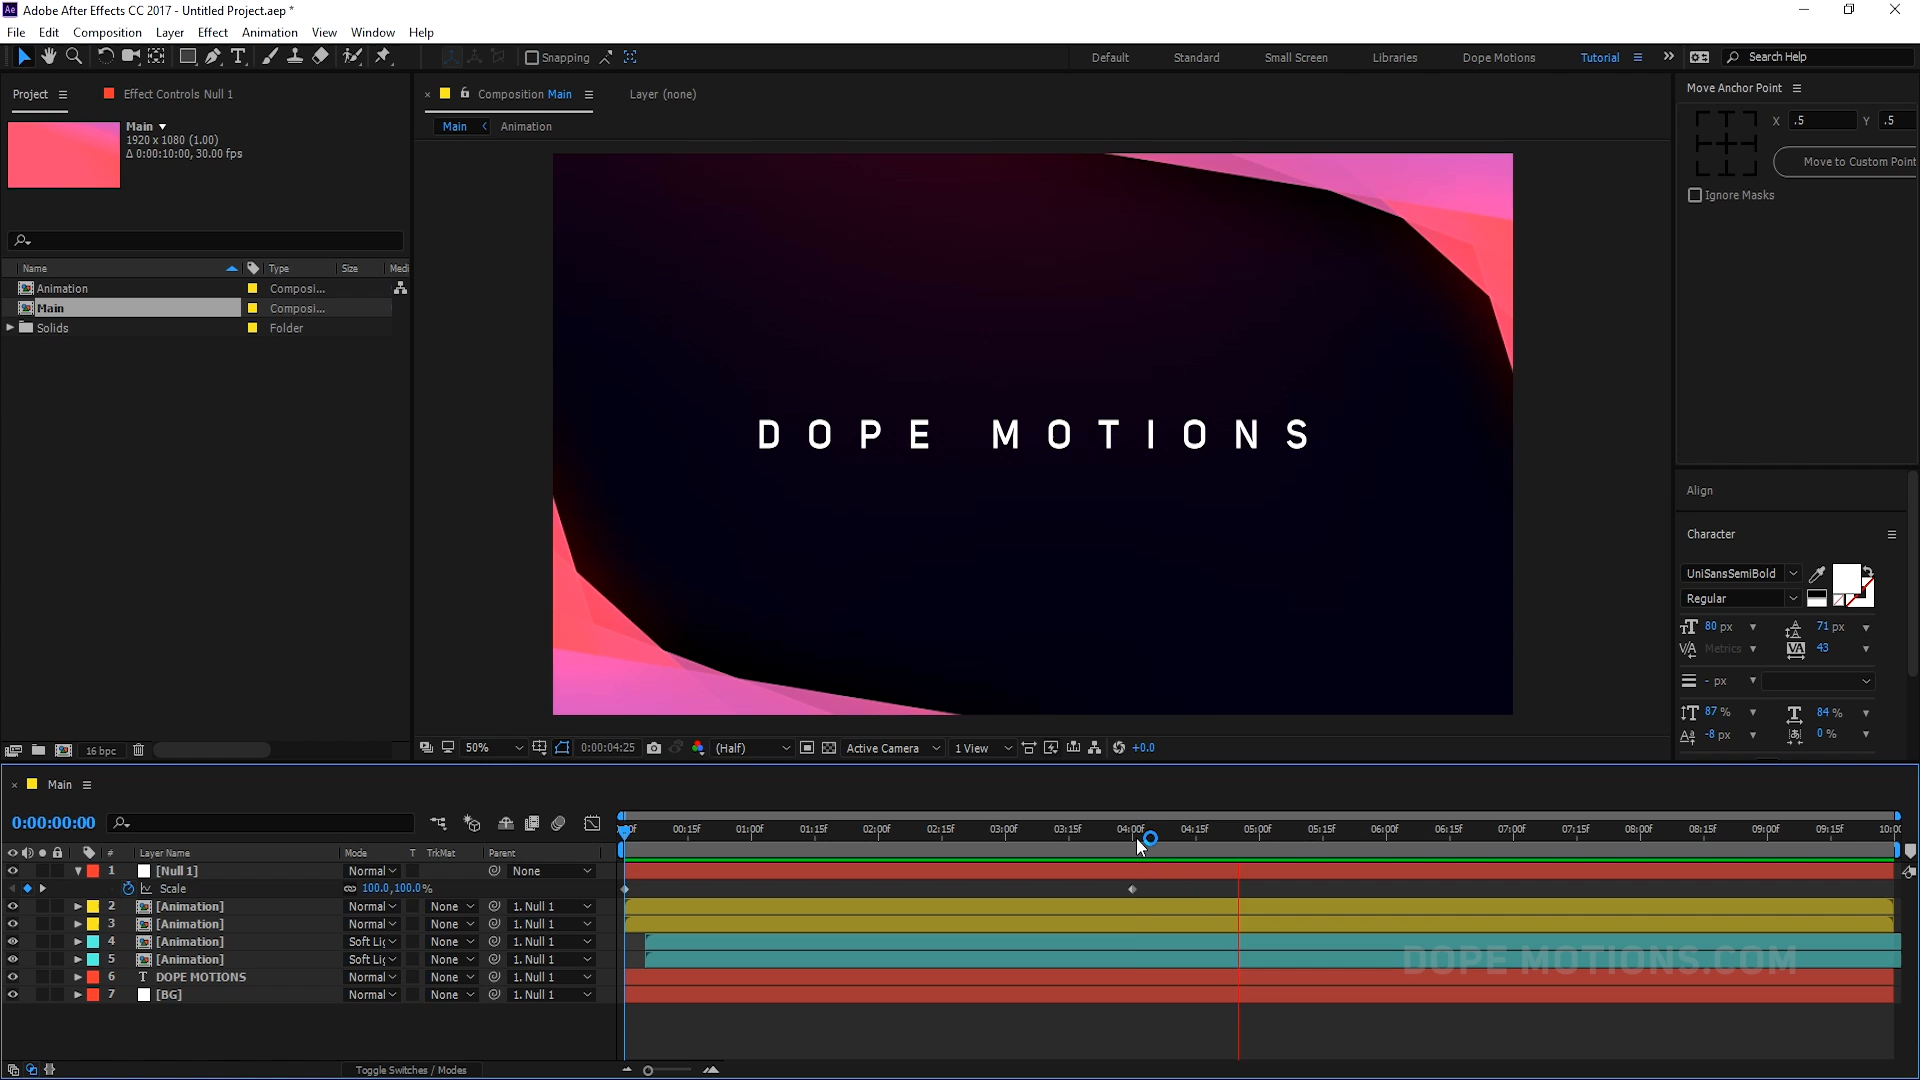 Adobe After Effects CC 2017 - Untitled Project.aep *
File Edit Composition Layer Effect Animation View Window Help
Snapping
Default Standard Small Screen Libraries Dope Motions Tutorial Search Help
Project Effect Controls Null 1
Main
1920 x 1080 (1.00)
Δ 0:00:10:00, 30.00 fps
Name Type Size Medi
Animation Composi...
Main Composi...
Solids Folder
16 bpc
Composition Main Layer (none)
Main Animation
DOPE MOTIONS
50% 0:00:04:25 (Half) Active Camera 1 View +0.0
Move Anchor Point
X .5 Y .5
Move to Custom Point
Ignore Masks
Align
Character
UniSansSemiBold
Regular
80 px 71 px
Metrics 43
- px
87 % 84 %
-8 px 0 %
Main
0:00:00:00
00:15f 01:00f 01:15f 02:00f 02:15f 03:00f 03:15f 04:00f 04:15f 05:00f 05:15f 06:00f 06:15f 07:00f 07:15f 08:00f 08:15f 09:00f 09:15f 10:00
# Layer Name Mode T TrkMat Parent
1 [Null 1] Normal None
Scale 100.0,100.0%
2 [Animation] Normal None 1. Null 1
3 [Animation] Normal None 1. Null 1
4 [Animation] Soft Lig None 1. Null 1
5 [Animation] Soft Lig None 1. Null 1
6 T DOPE MOTIONS Normal None 1. Null 1
7 [BG] Normal None 1. Null 1
DOPE MOTIONS.COM
Toggle Switches / Modes